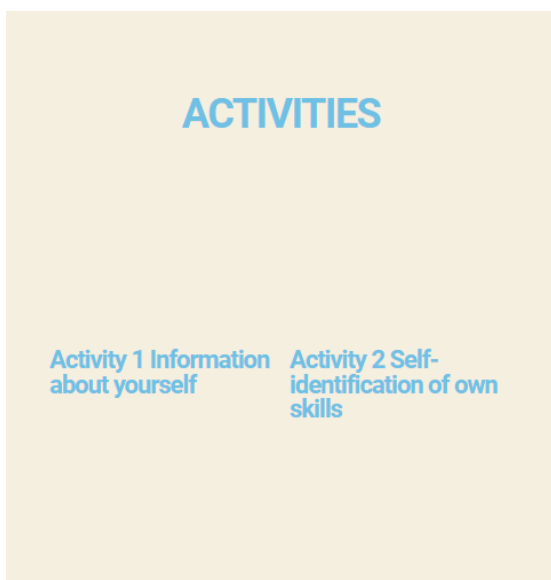 ACTIVITIES
Activity 1 Information
about yourself
Activity 2 Self-
identification of own
skills